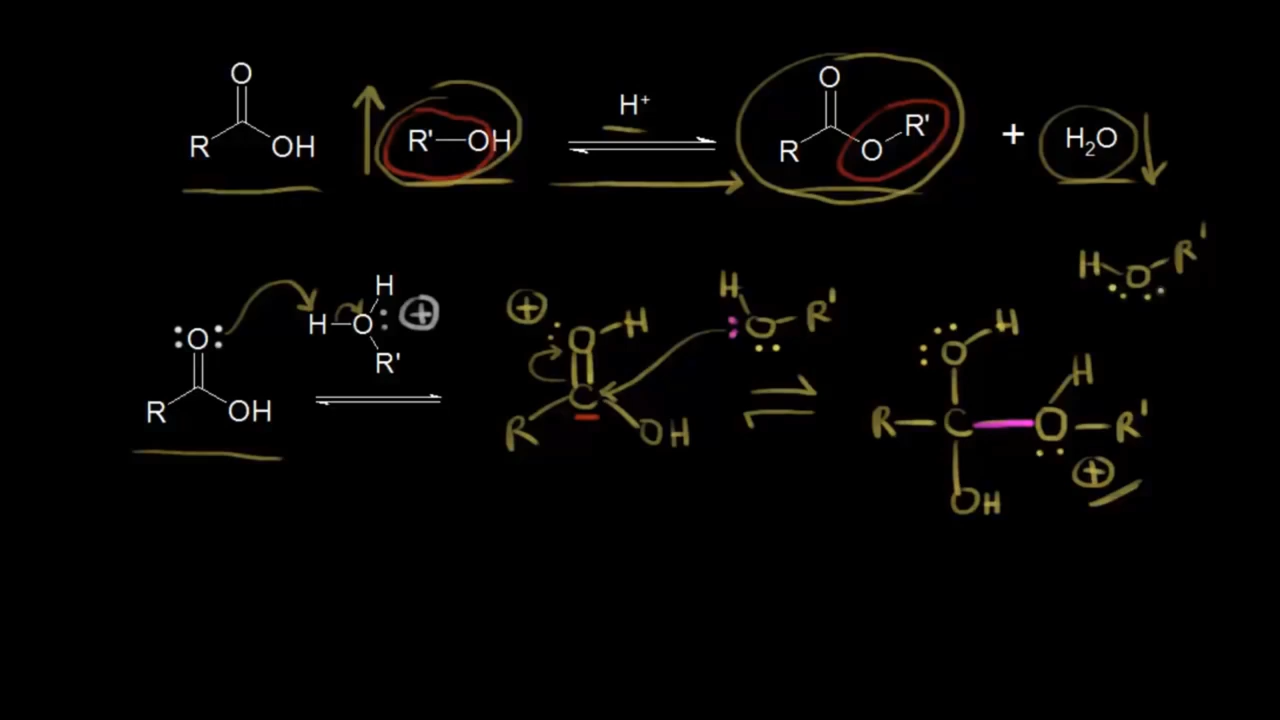 O O
R OH R' OH H+ R O R' + H2O
H O R'
H O H R' +
O R OH
+ O H C R OH
H O R'
O H R C O H R' OH +